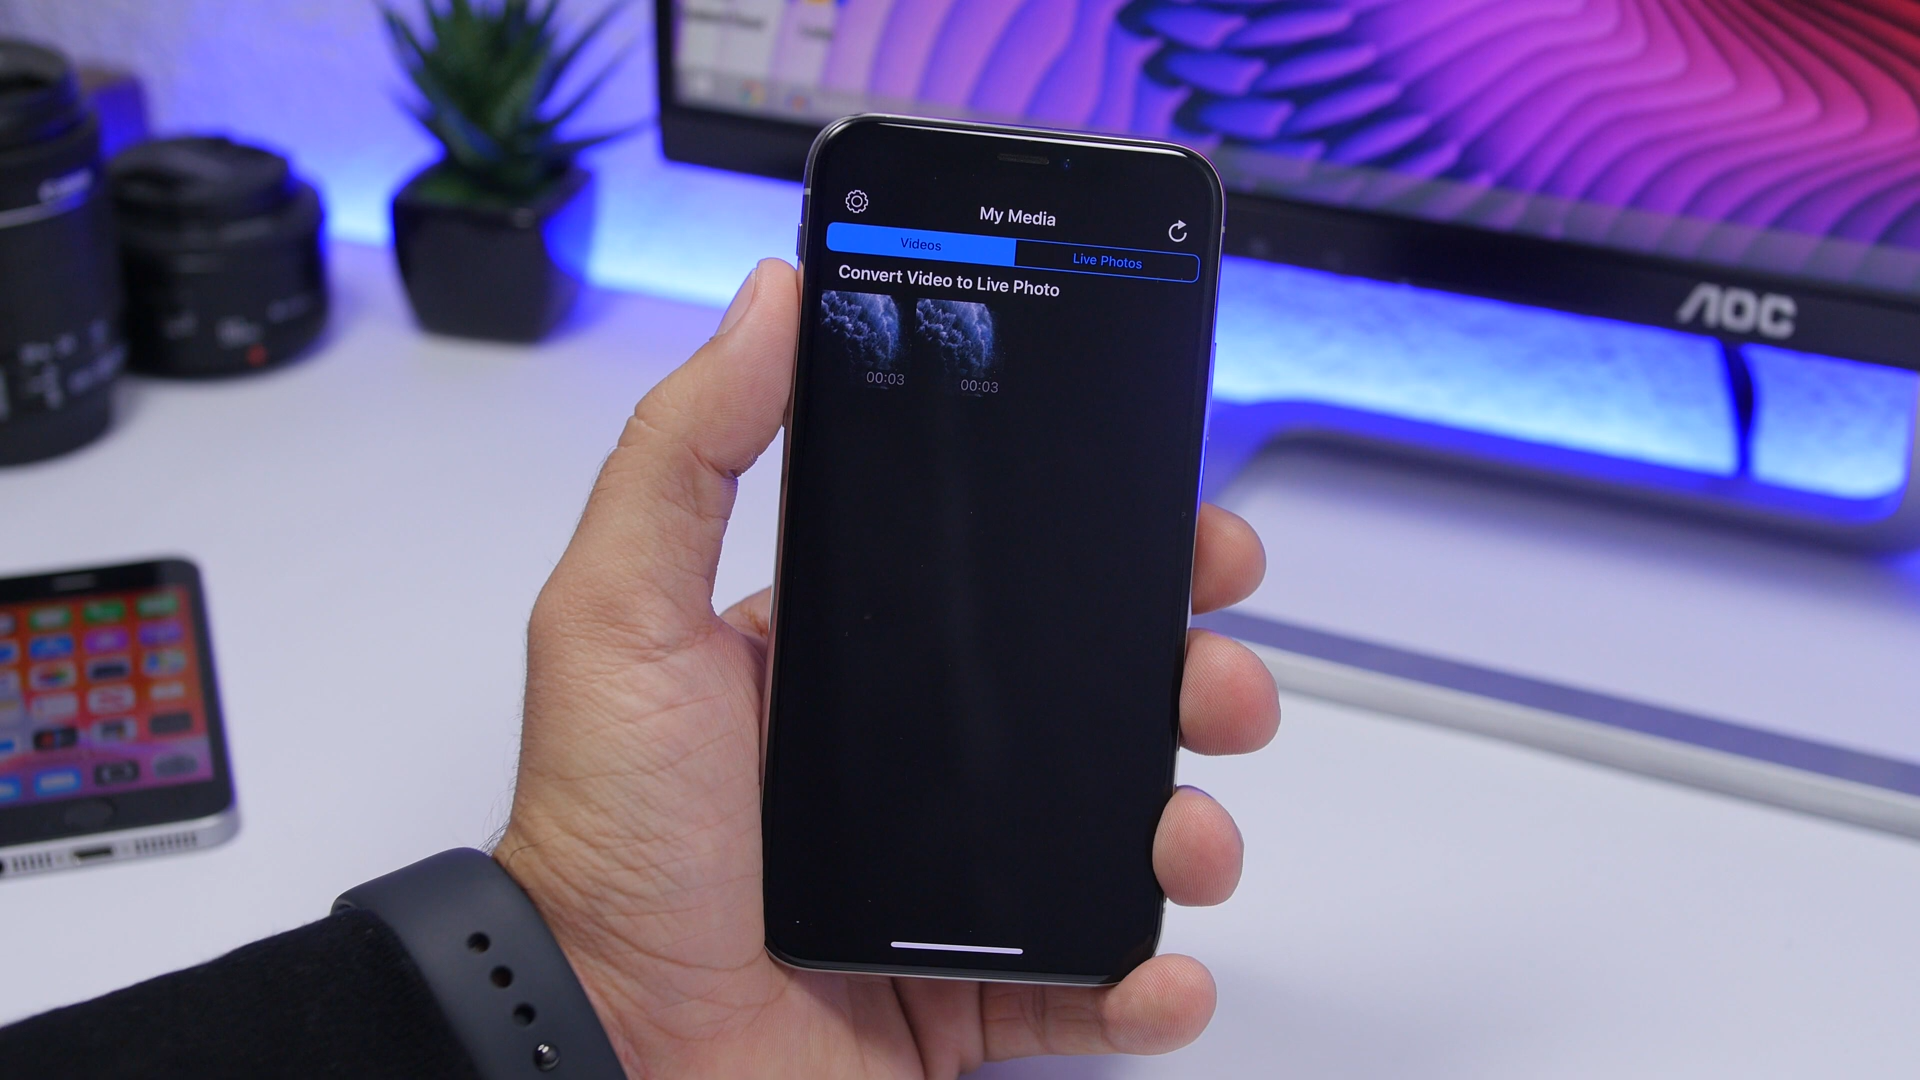 My Media
Videos
Live Photos
Convert Video to Live Photo
00:03
00:03
AOC